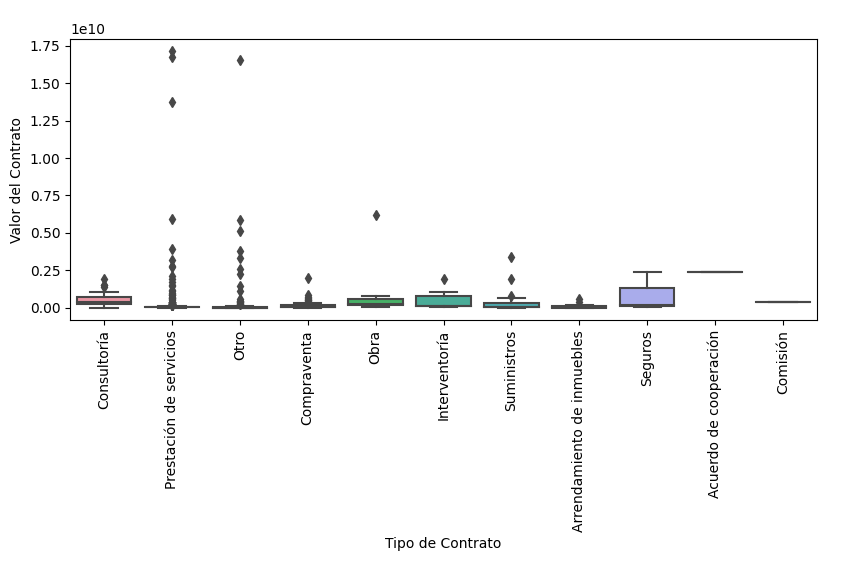 1e10
Valor del Contrato
1.75
1.50
1.25
1.00
0.75
0.50
0.25
0.00
Consultoría
Prestación de servicios
Otro
Compraventa
Obra
Interventoría
Suministros
Arrendamiento de inmuebles
Seguros
Acuerdo de cooperación
Comisión
Tipo de Contrato